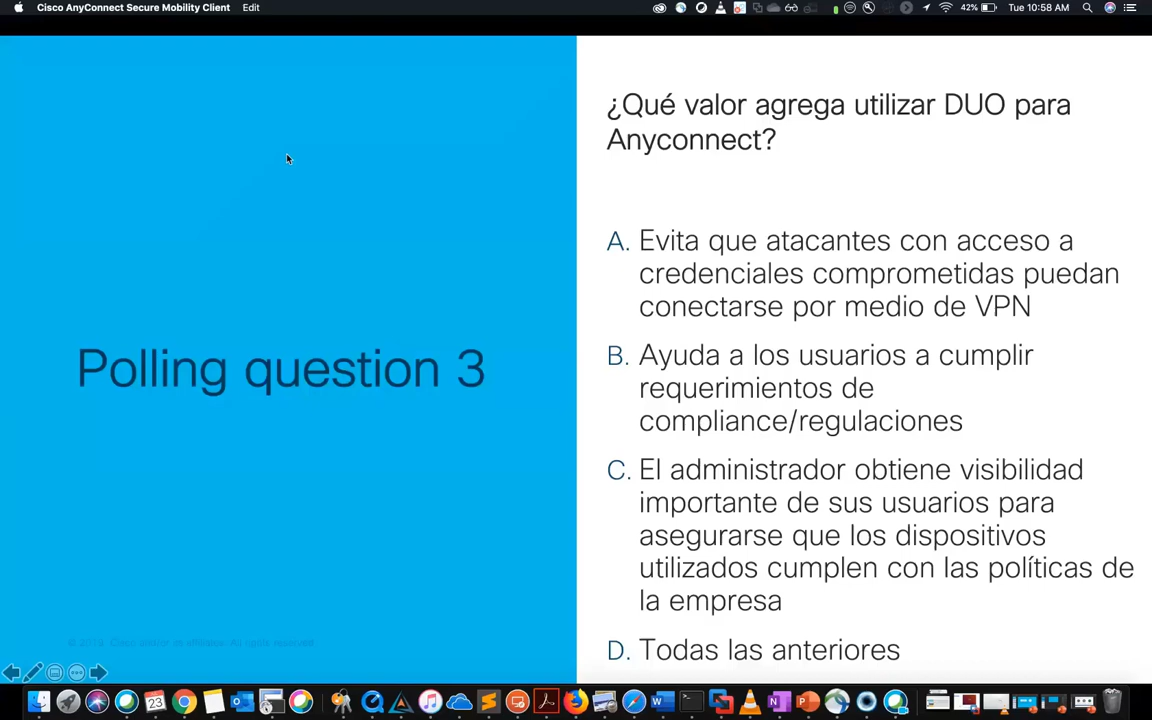 Cisco AnyConnect Secure Mobility Client Edit
42% Tue 10:58 AM
¿Qué valor agrega utilizar DUO para
Anyconnect?
A. Evita que atacantes con acceso a
credenciales comprometidas puedan
conectarse por medio de VPN
Polling question 3
B. Ayuda a los usuarios a cumplir
requerimientos de
compliance/regulaciones
C. El administrador obtiene visibilidad
importante de sus usuarios para
asegurarse que los dispositivos
utilizados cumplen con las políticas de
la empresa
D. Todas las anteriores
23